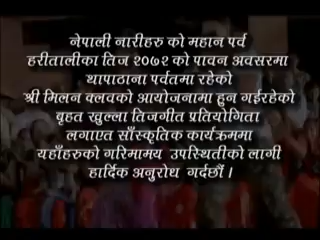 नेपाली नारीहरु को महान पर्व
हरीतालीका तिज २०७२ को पावन अवसरमा
थापाठाना पर्वतमा रहेको
श्री मिलन क्लवको आयोजनामा हुन गईरहेको
वृहत खुल्ला तिजगीत प्रतियोगिता
लगाएत साँस्कृतिक कार्यक्रममा
यहाँहरुको गरिमामय उपस्थितीको लागी
हार्दिक अनुरोध गर्दछौं ।